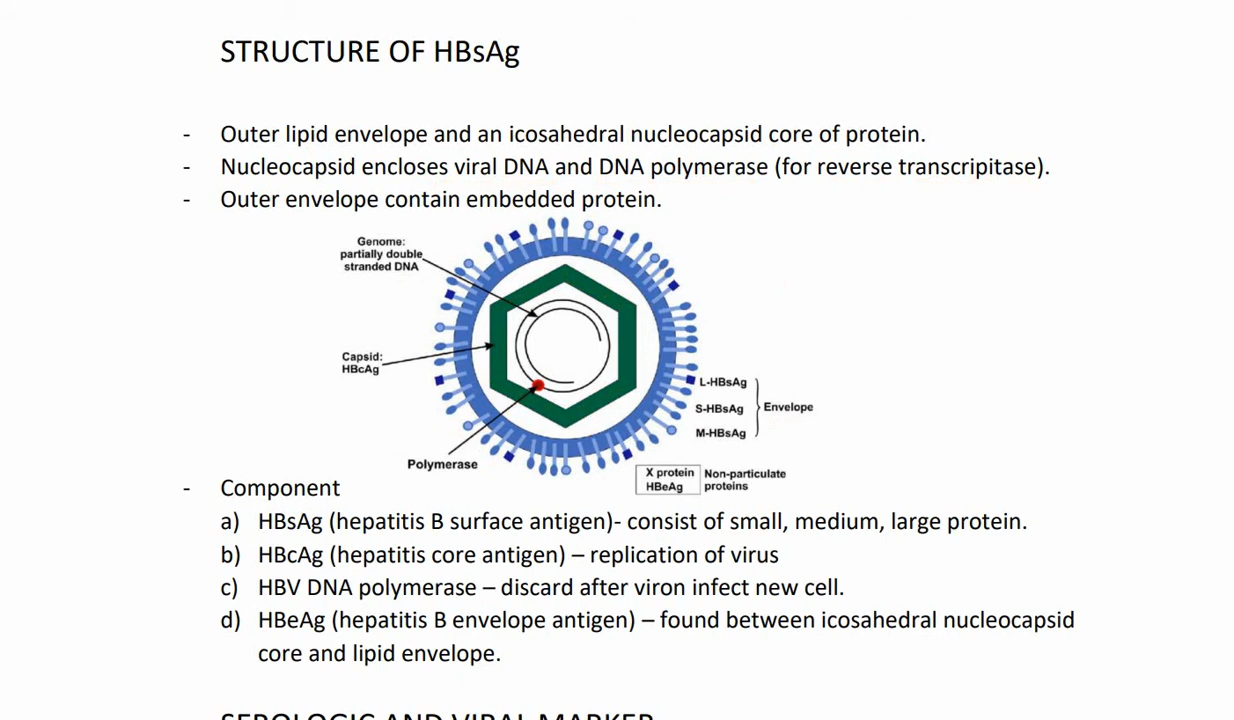 STRUCTURE OF HBsAg
- Outer lipid envelope and an icosahedral nucleocapsid core of protein.
- Nucleocapsid encloses viral DNA and DNA polymerase (for reverse transcripitase).
- Outer envelope contain embedded protein.
Genome:
partially double
stranded DNA
Capsid:
HBcAg
L-HBsAg
S-HBsAg
M-HBsAg
Envelope
Polymerase
X protein
HBeAg
Non-particulate
proteins
- Component
a) HBsAg (hepatitis B surface antigen)- consist of small, medium, large protein.
b) HBcAg (hepatitis core antigen) – replication of virus
c) HBV DNA polymerase – discard after viron infect new cell.
d) HBeAg (hepatitis B envelope antigen) – found between icosahedral nucleocapsid
core and lipid envelope.
SEROLOGIC AND VIRAL MARKER